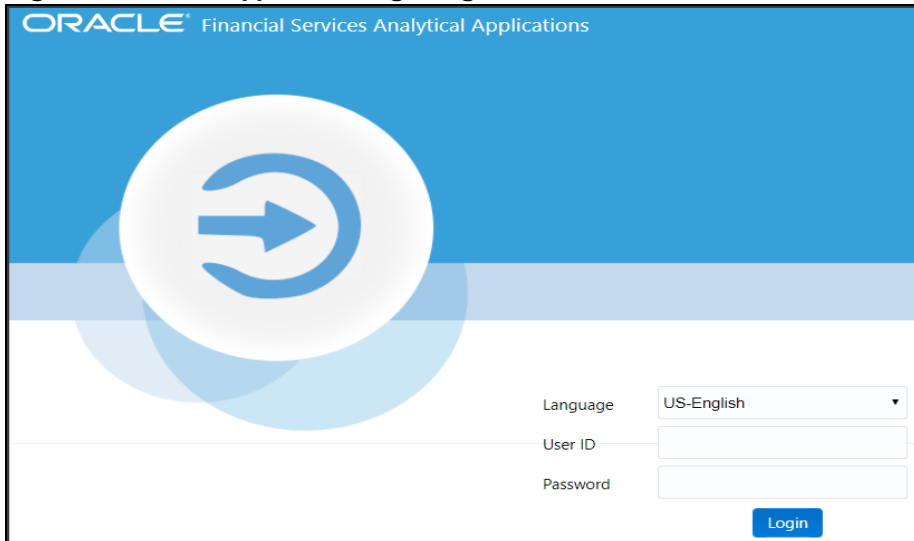 ORACLE Financial Services Analytical Applications
Language US-English
User ID
Password
Login